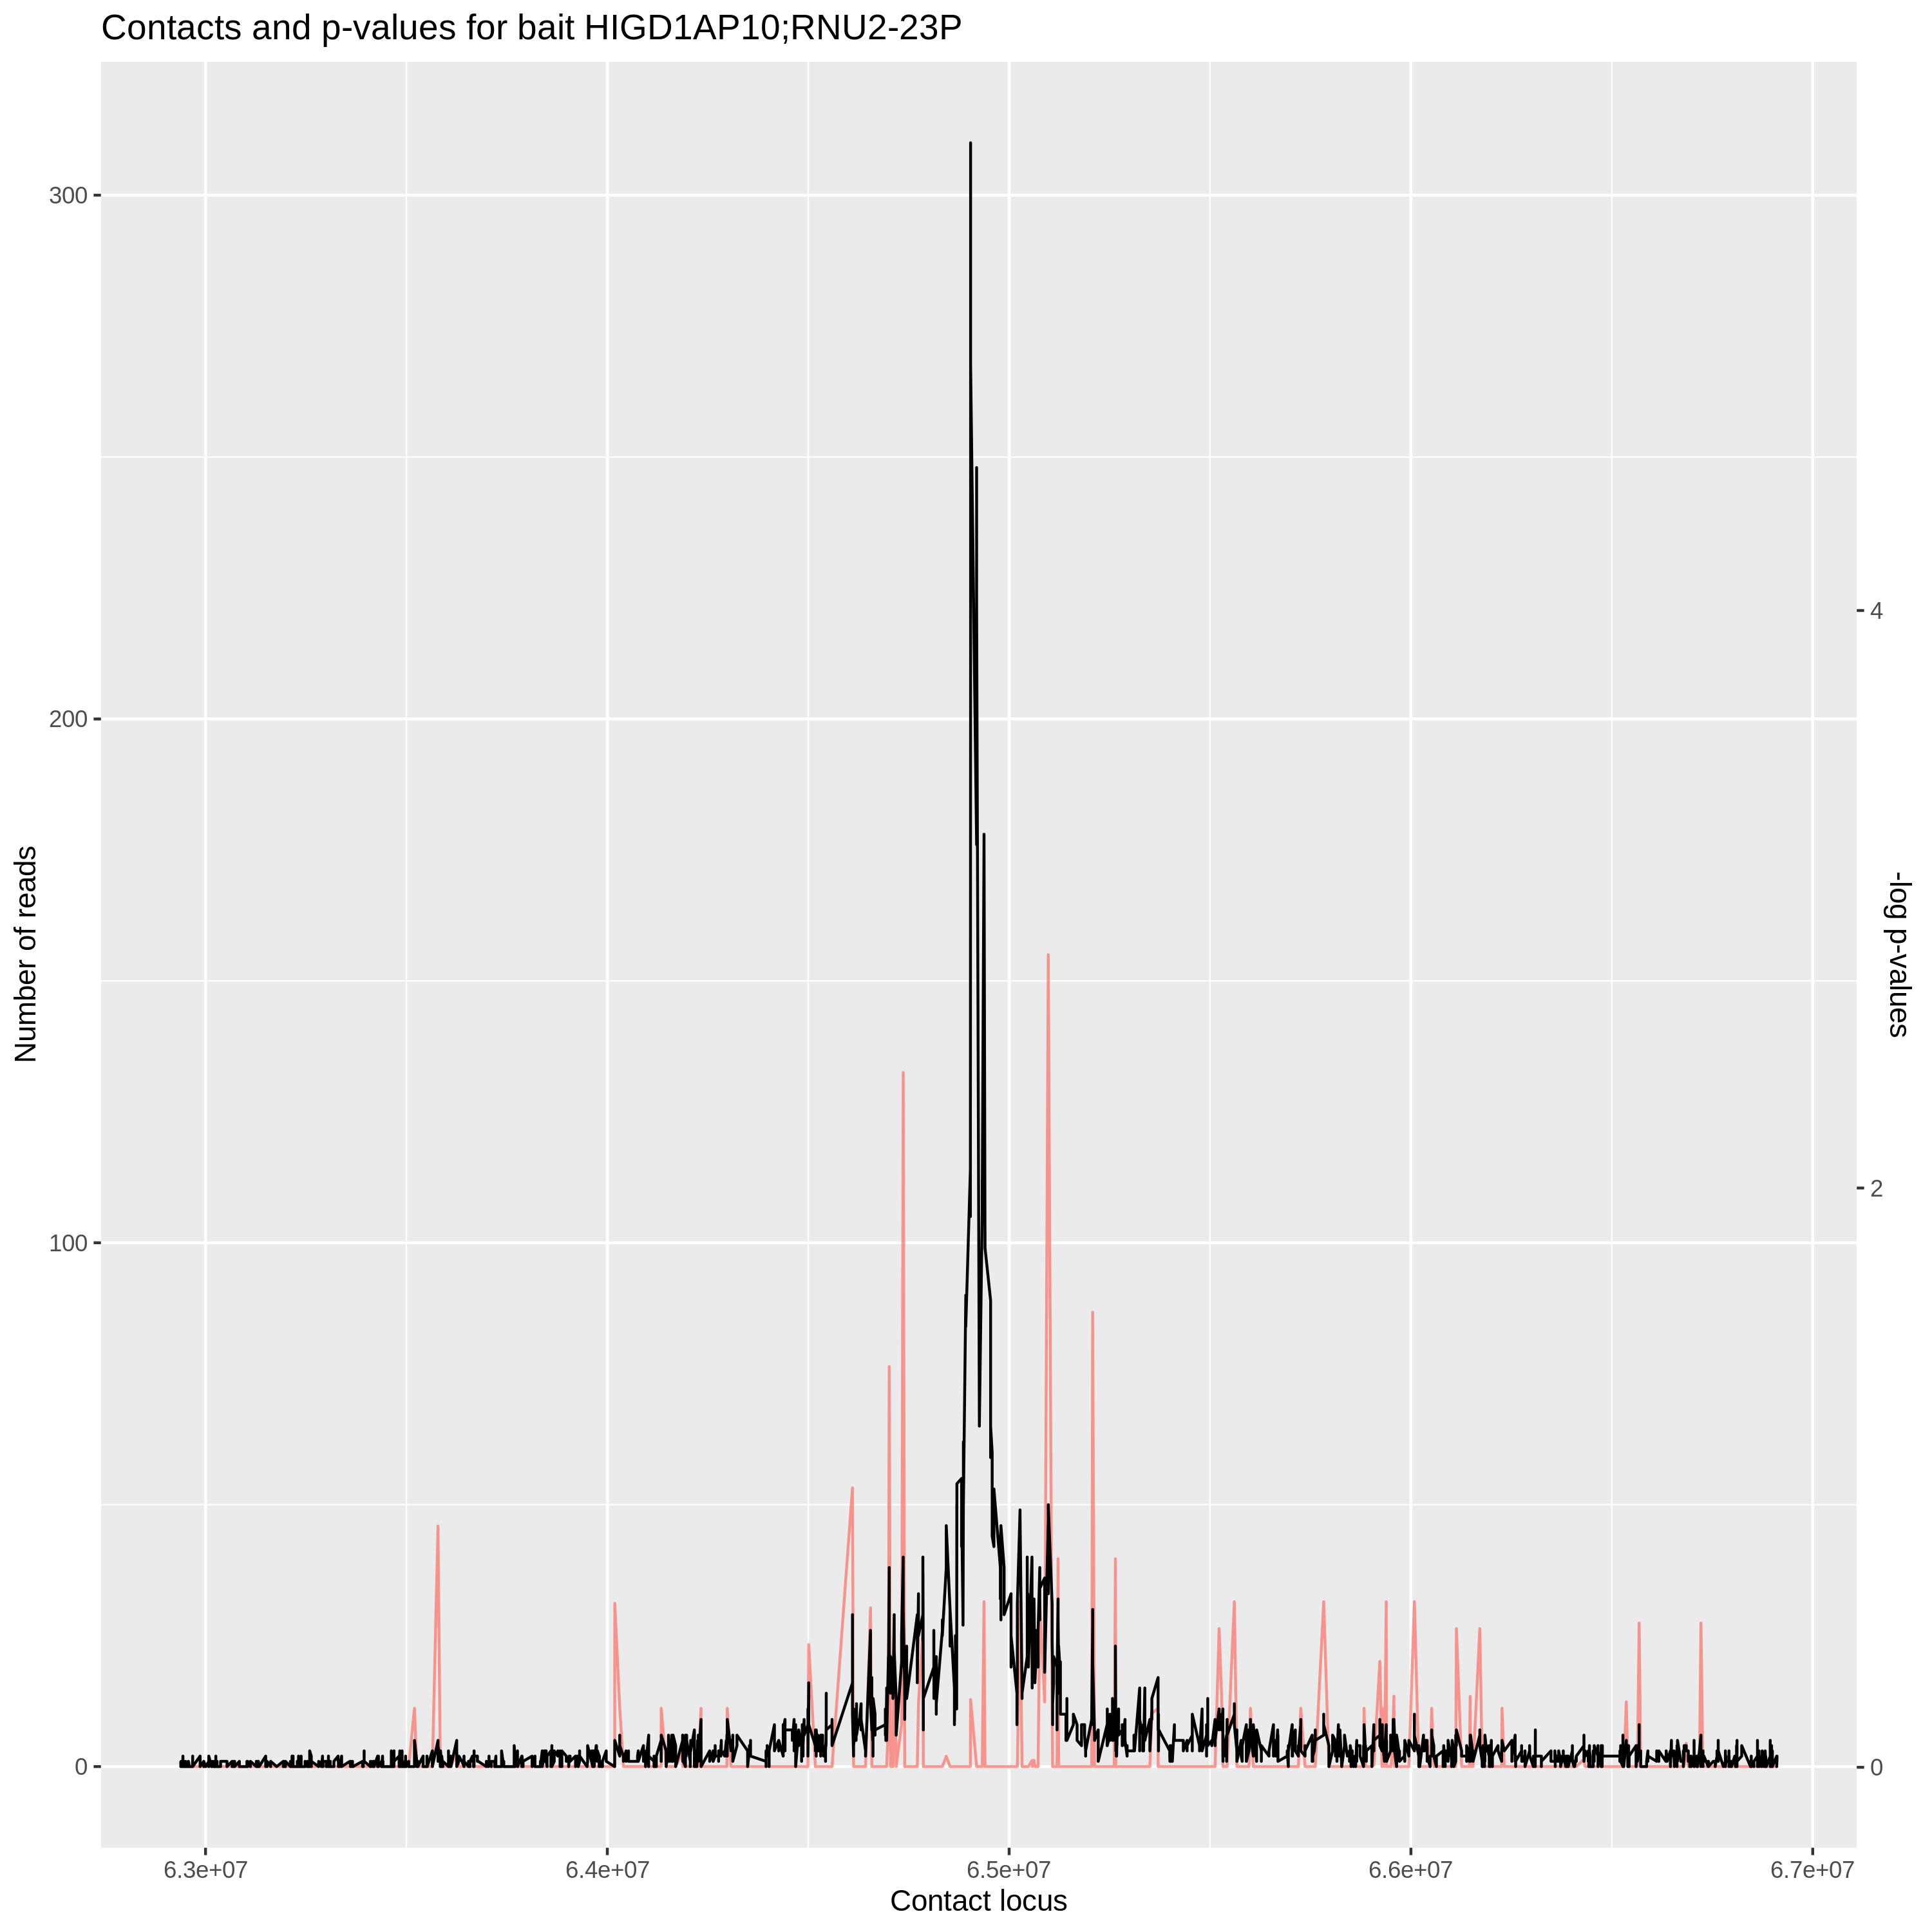 Contacts and p-values for bait HIGD1AP10;RNU2-23P
300
200
100
0
Number of reads
4
2
0
-log p-values
6.3e+07
6.4e+07
6.5e+07
6.6e+07
6.7e+07
Contact locus